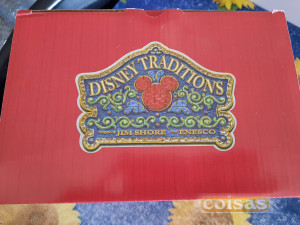 DISNEY TRADITIONS
JIM SHORE ENESCO
coisas